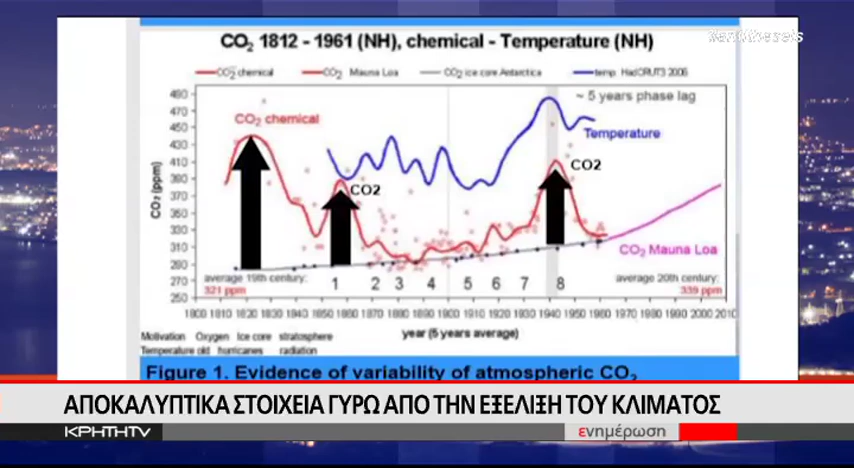 CO₂ 1812 - 1961 (NH), chemical - Temperature (NH)
CO₂ chemical CO₂ Mauna Loa CO₂ ice core Antarctica temp. HadCRUT3 2006
~ 5 years phase lag
CO₂ chemical
Temperature
CO2
CO2
CO₂ Mauna Loa
CO₂ (ppm)
490
470
450
430
410
390
370
350
330
310
290
270
250
average 19th century:
321 ppm
1 2 3 4 5 6 7 8
average 20th century:
339 ppm
1800 1810 1820 1830 1840 1850 1860 1870 1880 1890 1900 1910 1920 1930 1940 1950 1960 1970 1980 1990 2000 2010
year (5 years average)
Motivation Oxygen Ice core stratosphere
Temperature old hurricanes radiation
Figure 1. Evidence of variability of atmospheric CO₂
ΑΠΟΚΑΛΥΠΤΙΚΑ ΣΤΟΙΧΕΙΑ ΓΥΡΩ ΑΠΟ ΤΗΝ ΕΞΕΛΙΞΗ ΤΟΥ ΚΛΙΜΑΤΟΣ
ΚΡΗΤΗTV
ενημέρωση